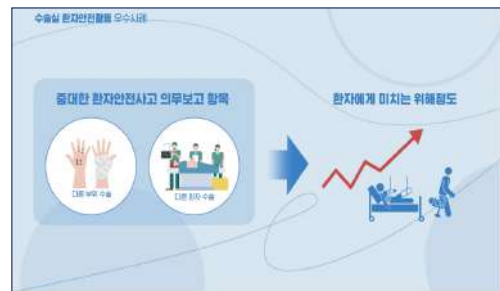 수술실 환자안전활동 우수사례
중대한 환자안전사고 의무보고 항목
환자에게 미치는 위해정도
다른 부위 수술
다른 환자 수술